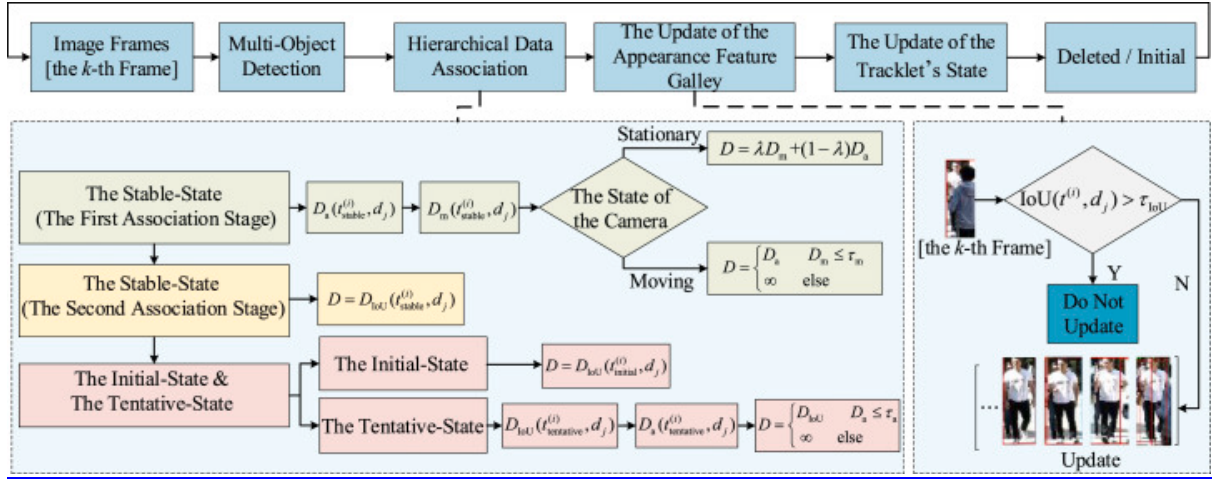 Image Frames
[the k-th Frame]
Multi-Object
Detection
Hierarchical Data
Association
The Update of the
Appearance Feature
Galley
The Update of the
Tracklet's State
Deleted / Initial
The Stable-State
(The First Association Stage)
D_a(t_stable^(i), d_j)
D_m(t_stable^(i), d_j)
The State of
the Camera
Stationary
D = λD_m + (1 − λ)D_a
Moving
D = { D_a   D_m ≤ τ_m
∞   else
The Stable-State
(The Second Association Stage)
D = D_IoU(t_stable^(i), d_j)
The Initial-State &
The Tentative-State
The Initial-State
D = D_IoU(t_initial^(i), d_j)
The Tentative-State
D_IoU(t_tentative^(i), d_j)
D_a(t_tentative^(i), d_j)
D = { D_IoU   D_a ≤ τ_a
∞   else
[the k-th Frame]
IoU(t^(i), d_j) > τ_IoU
Y
N
Do Not
Update
...
Update